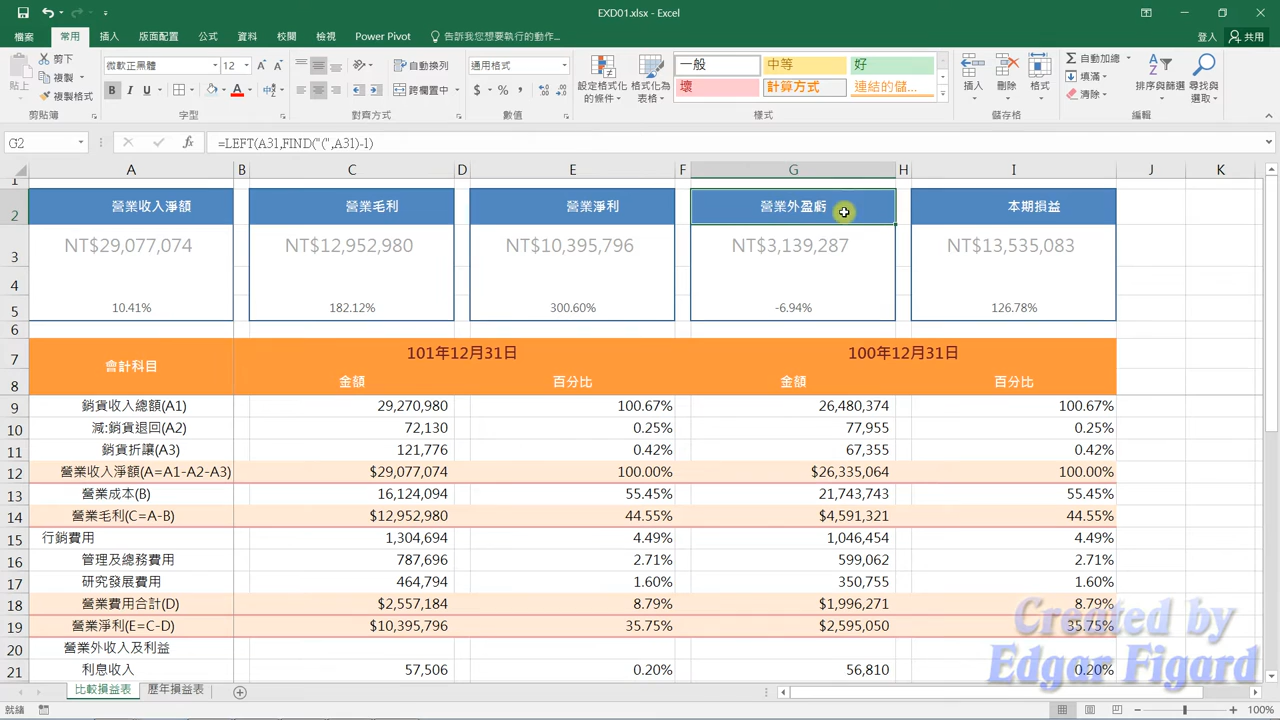 EXD01.xlsx - Excel
檔案 常用 插入 版面配置 公式 資料 校閱 檢視 Power Pivot 告訴我您想要執行的動作... 登入 共用
貼上 剪下 複製 複製格式 剪貼簿
微軟正黑體 12 B I U 字型
自動換列 跨欄置中 對齊方式
通用格式 $ % , 數值
設定格式化的條件 格式化為表格 一般 中等 好 壞 計算方式 連結的儲... 樣式
插入 刪除 格式 儲存格
自動加總 填滿 清除 排序與篩選 尋找與選取 編輯
G2 fx =LEFT(A31,FIND("(",A31)-1)
A B C D E F G H I J K
1
2 營業收入淨額 營業毛利 營業淨利 營業外盈虧 本期損益
3 NT$29,077,074 NT$12,952,980 NT$10,395,796 NT$3,139,287 NT$13,535,083
4
5 10.41% 182.12% 300.60% -6.94% 126.78%
6
7 會計科目 101年12月31日 100年12月31日
8 金額 百分比 金額 百分比
9 銷貨收入總額(A1) 29,270,980 100.67% 26,480,374 100.67%
10 減:銷貨退回(A2) 72,130 0.25% 77,955 0.25%
11 銷貨折讓(A3) 121,776 0.42% 67,355 0.42%
12 營業收入淨額(A=A1-A2-A3) $29,077,074 100.00% $26,335,064 100.00%
13 營業成本(B) 16,124,094 55.45% 21,743,743 55.45%
14 營業毛利(C=A-B) $12,952,980 44.55% $4,591,321 44.55%
15 行銷費用 1,304,694 4.49% 1,046,454 4.49%
16 管理及總務費用 787,696 2.71% 599,062 2.71%
17 研究發展費用 464,794 1.60% 350,755 1.60%
18 營業費用合計(D) $2,557,184 8.79% $1,996,271 8.79%
19 營業淨利(E=C-D) $10,395,796 35.75% $2,595,050 35.75%
20 營業外收入及利益
21 利息收入 57,506 0.20% 56,810 0.20%
Created by
Edgar Figard
比較損益表 歷年損益表
就緒 100%